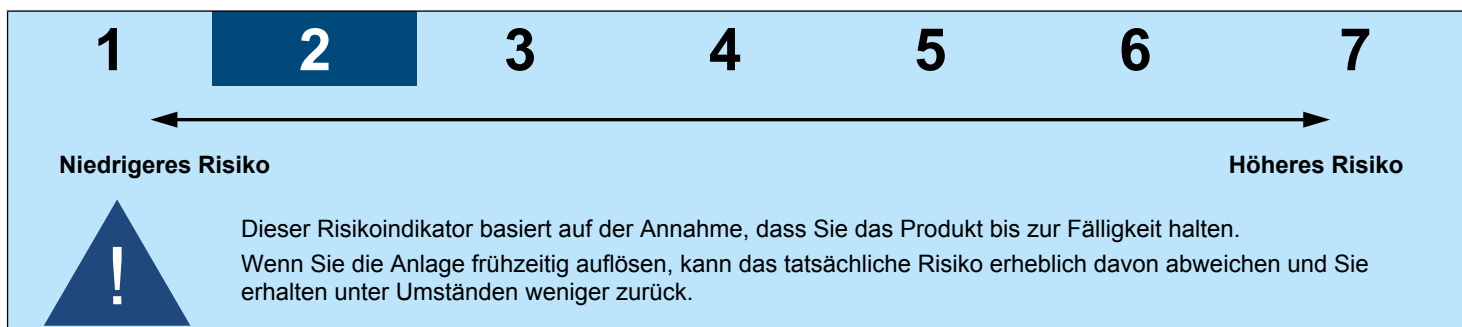 1 2 3 4 5 6 7
Niedrigeres Risiko Höheres Risiko
!
Dieser Risikoindikator basiert auf der Annahme, dass Sie das Produkt bis zur Fälligkeit halten.
Wenn Sie die Anlage frühzeitig auflösen, kann das tatsächliche Risiko erheblich davon abweichen und Sie
erhalten unter Umständen weniger zurück.